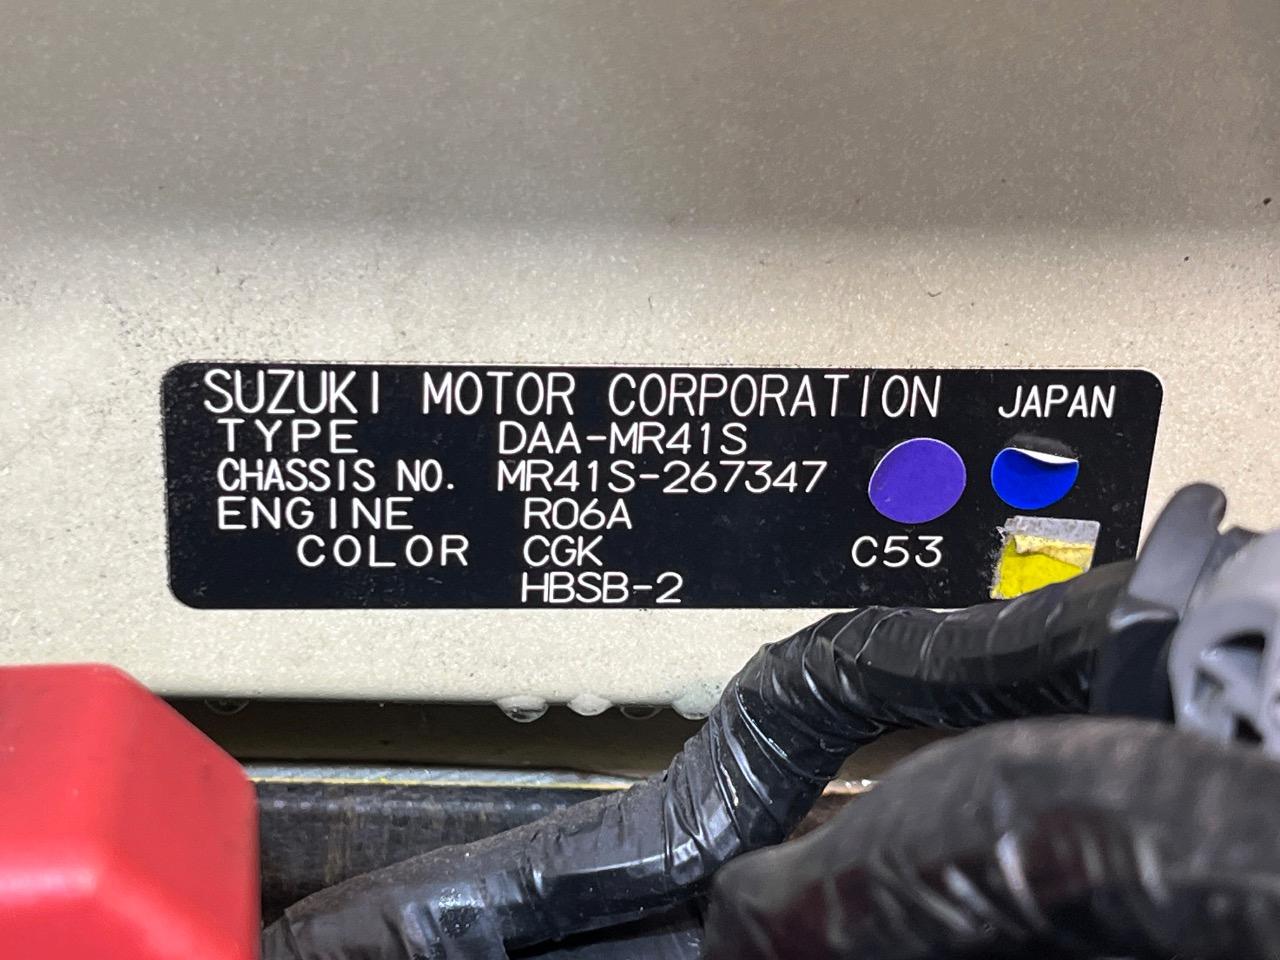 SUZUKI MOTOR CORPORATION JAPAN
TYPE DAA-MR41S
CHASSIS NO. MR41S-267347
ENGINE R06A
COLOR CGK C53
HBSB-2